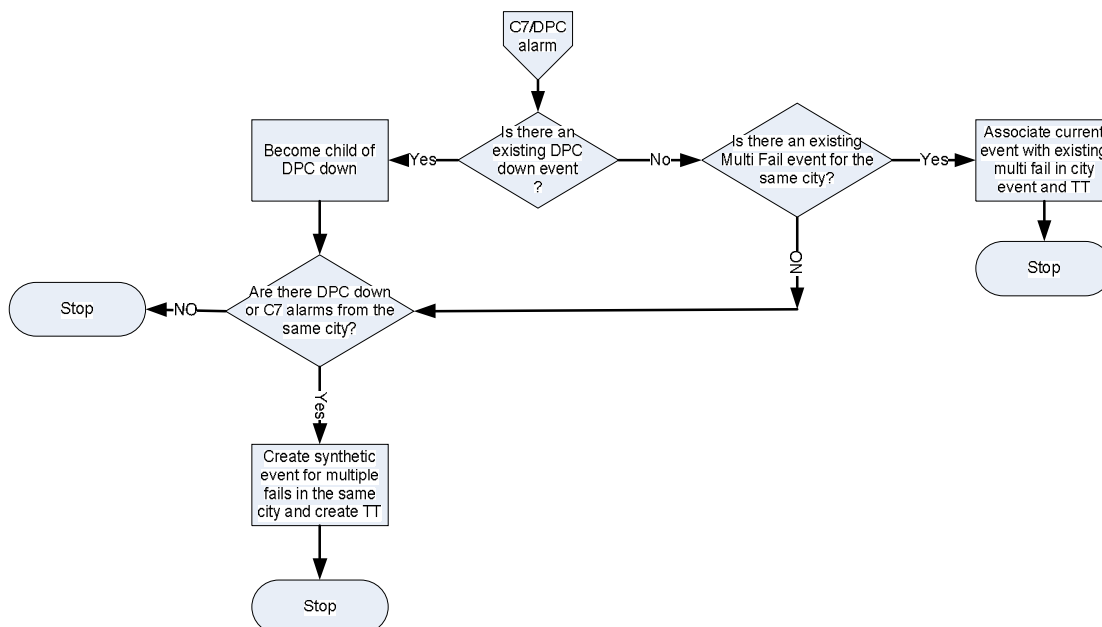 C7/DPC
alarm
Is there an
existing DPC
down event
?
Yes
Become child of
DPC down
No
Is there an existing
Multi Fail event for the
same city?
Yes
Associate current
event with existing
multi fail in city
event and TT
Stop
NO
Are there DPC down
or C7 alarms from the
same city?
NO
Stop
Yes
Create synthetic
event for multiple
fails in the same
city and create TT
Stop